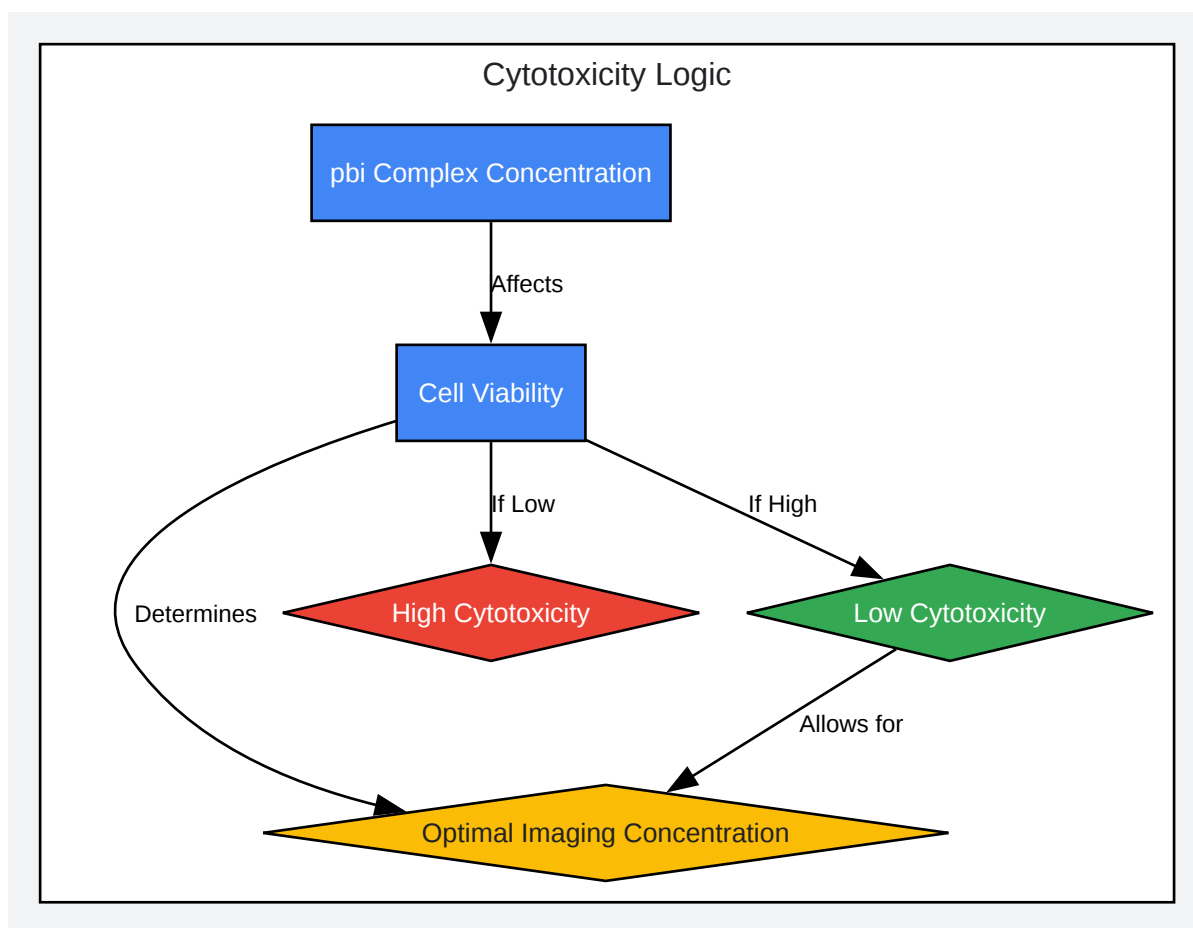 Cytotoxicity Logic
pbi Complex Concentration
Affects
Cell Viability
If Low
If High
Determines
High Cytotoxicity
Low Cytotoxicity
Allows for
Optimal Imaging Concentration